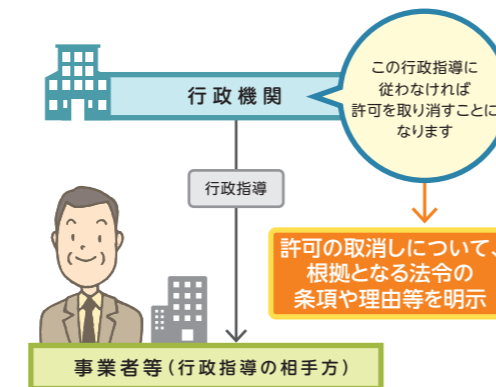 行政機関
この行政指導に
従わなければ
許可を取り消すことに
なります
行政指導
許可の取消しについて、
根拠となる法令の
条項や理由等を明示
事業者等(行政指導の相手方)